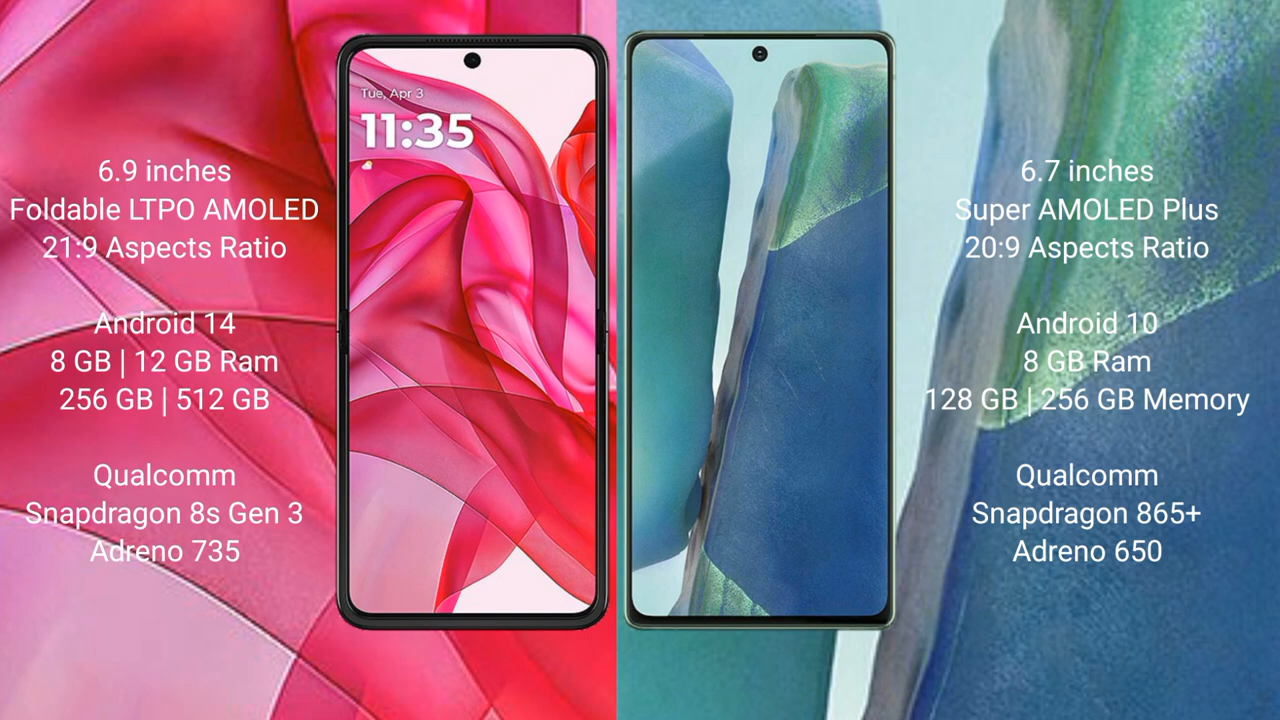 6.9 inches
Foldable LTPO AMOLED
21:9 Aspects Ratio
Android 14
8 GB | 12 GB Ram
256 GB | 512 GB
Qualcomm
Snapdragon 8s Gen 3
Adreno 735
Tue, Apr 3
11:35
6.7 inches
Super AMOLED Plus
20:9 Aspects Ratio
Android 10
8 GB Ram
128 GB | 256 GB Memory
Qualcomm
Snapdragon 865+
Adreno 650